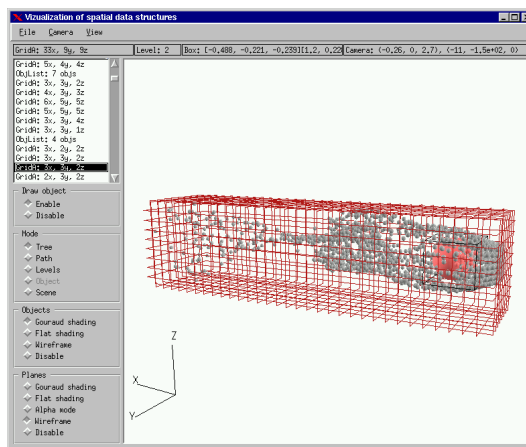 Vizualization of spatial data structures
File Camera View
GridA: 33x, 9y, 9z Level: 2 Box: [-0.488, -0.221, -0.239][1.2, 0.22 Camera: (-0.26, 0, 2.7), (-11, -1.5e+02, 0)
GridA: 5x, 4y, 4z
ObjList: 7 objs
GridA: 3x, 3y, 2z
GridA: 4x, 3y, 3z
GridA: 6x, 5y, 5z
GridA: 5x, 5y, 5z
GridA: 3x, 3y, 4z
GridA: 3x, 3y, 1z
ObjList: 4 objs
GridA: 3x, 2y, 2z
GridA: 3x, 3y, 2z
GridA: 3x, 3y, 2z
GridA: 2x, 3y, 2z
Draw object
Enable
Disable
Mode
Tree
Path
Levels
Object
Scene
Objects
Gouraud shading
Flat shading
Wireframe
Disable
Planes
Gouraud shading
Flat shading
Alpha mode
Wireframe
Disable
Z
X
Y